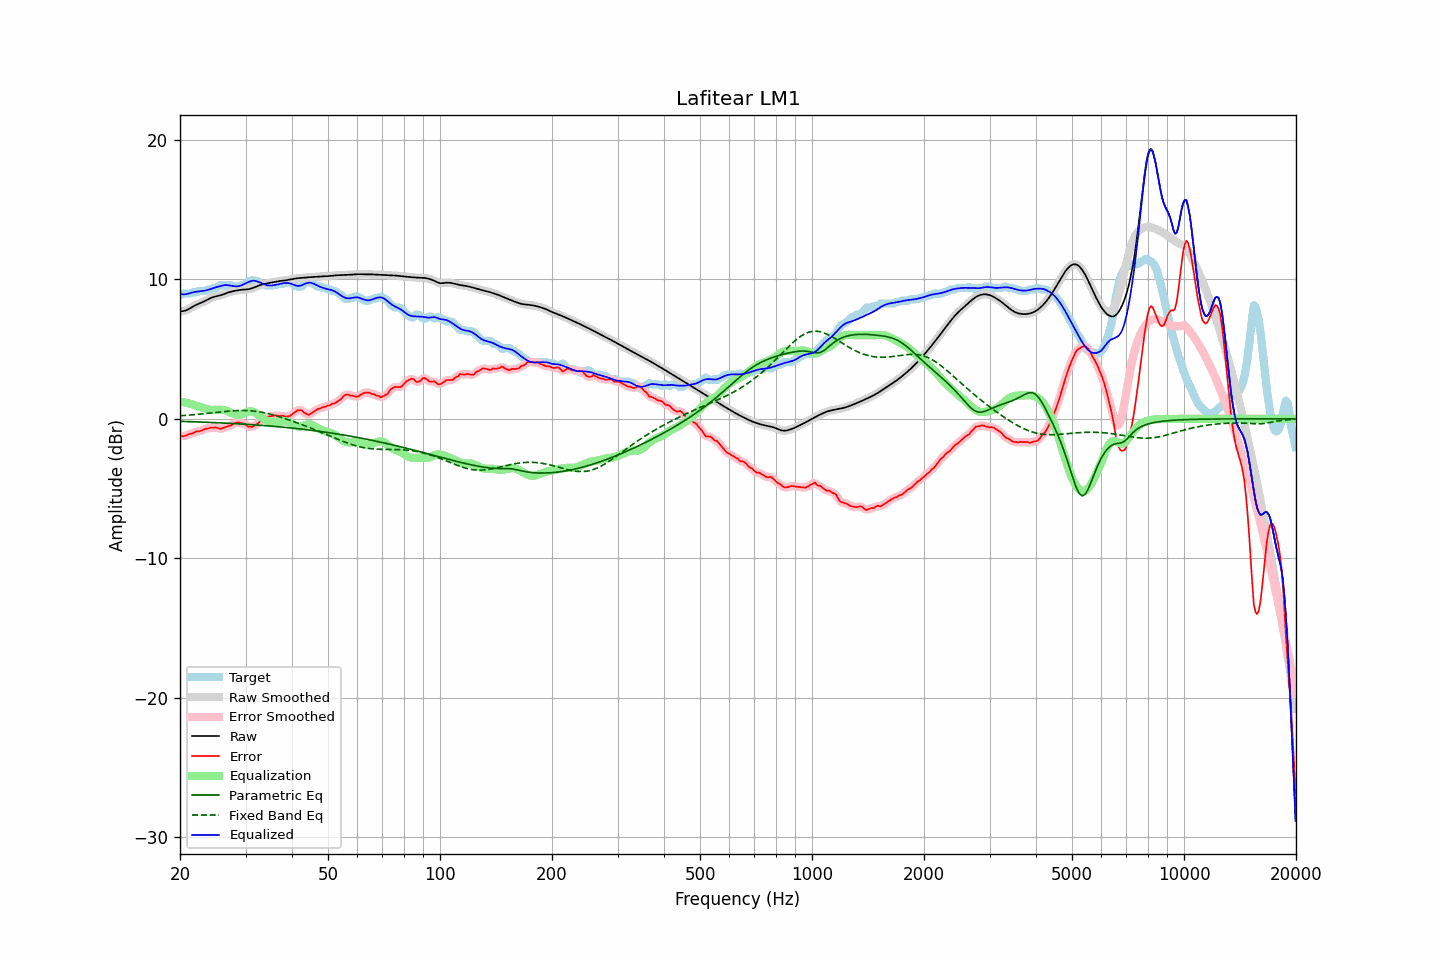 Lafitear LM1
Amplitude (dBr)
20
10
0
−10
−20
−30
Target
Raw Smoothed
Error Smoothed
Raw
Error
Equalization
Parametric Eq
Fixed Band Eq
Equalized
20 50 100 200 500 1000 2000 5000 10000 20000
Frequency (Hz)